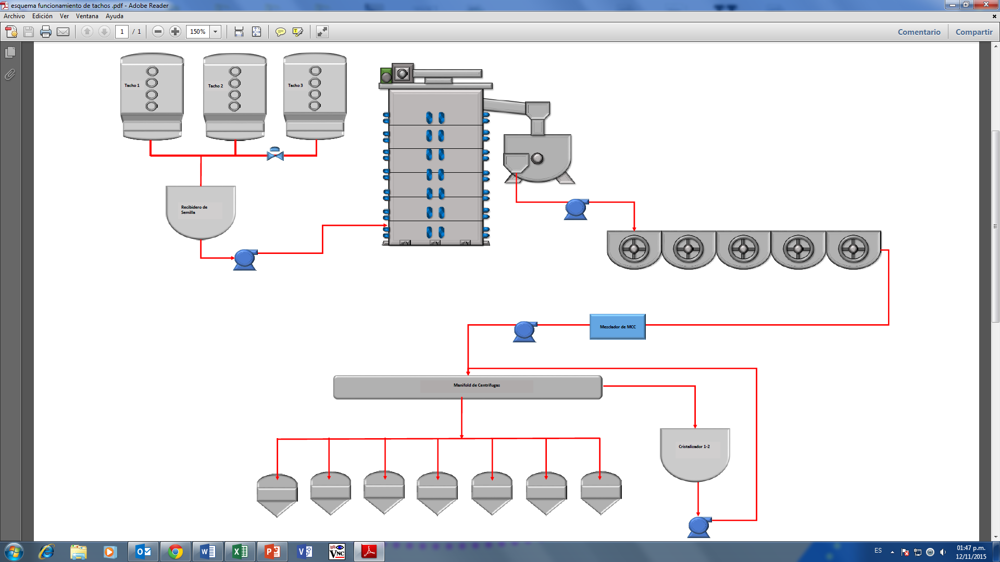 esquema funcionamiento de tachos .pdf - Adobe Reader
Archivo Edición Ver Ventana Ayuda
1 / 1 150% Comentario Compartir
Tacho 1
Tacho 2
Tacho 3
Recibidero de
Semilla
Mezclador de MCC
Manifold de Centrifugas
Cristalizador 1-2
ES
01:47 p.m.
12/11/2015